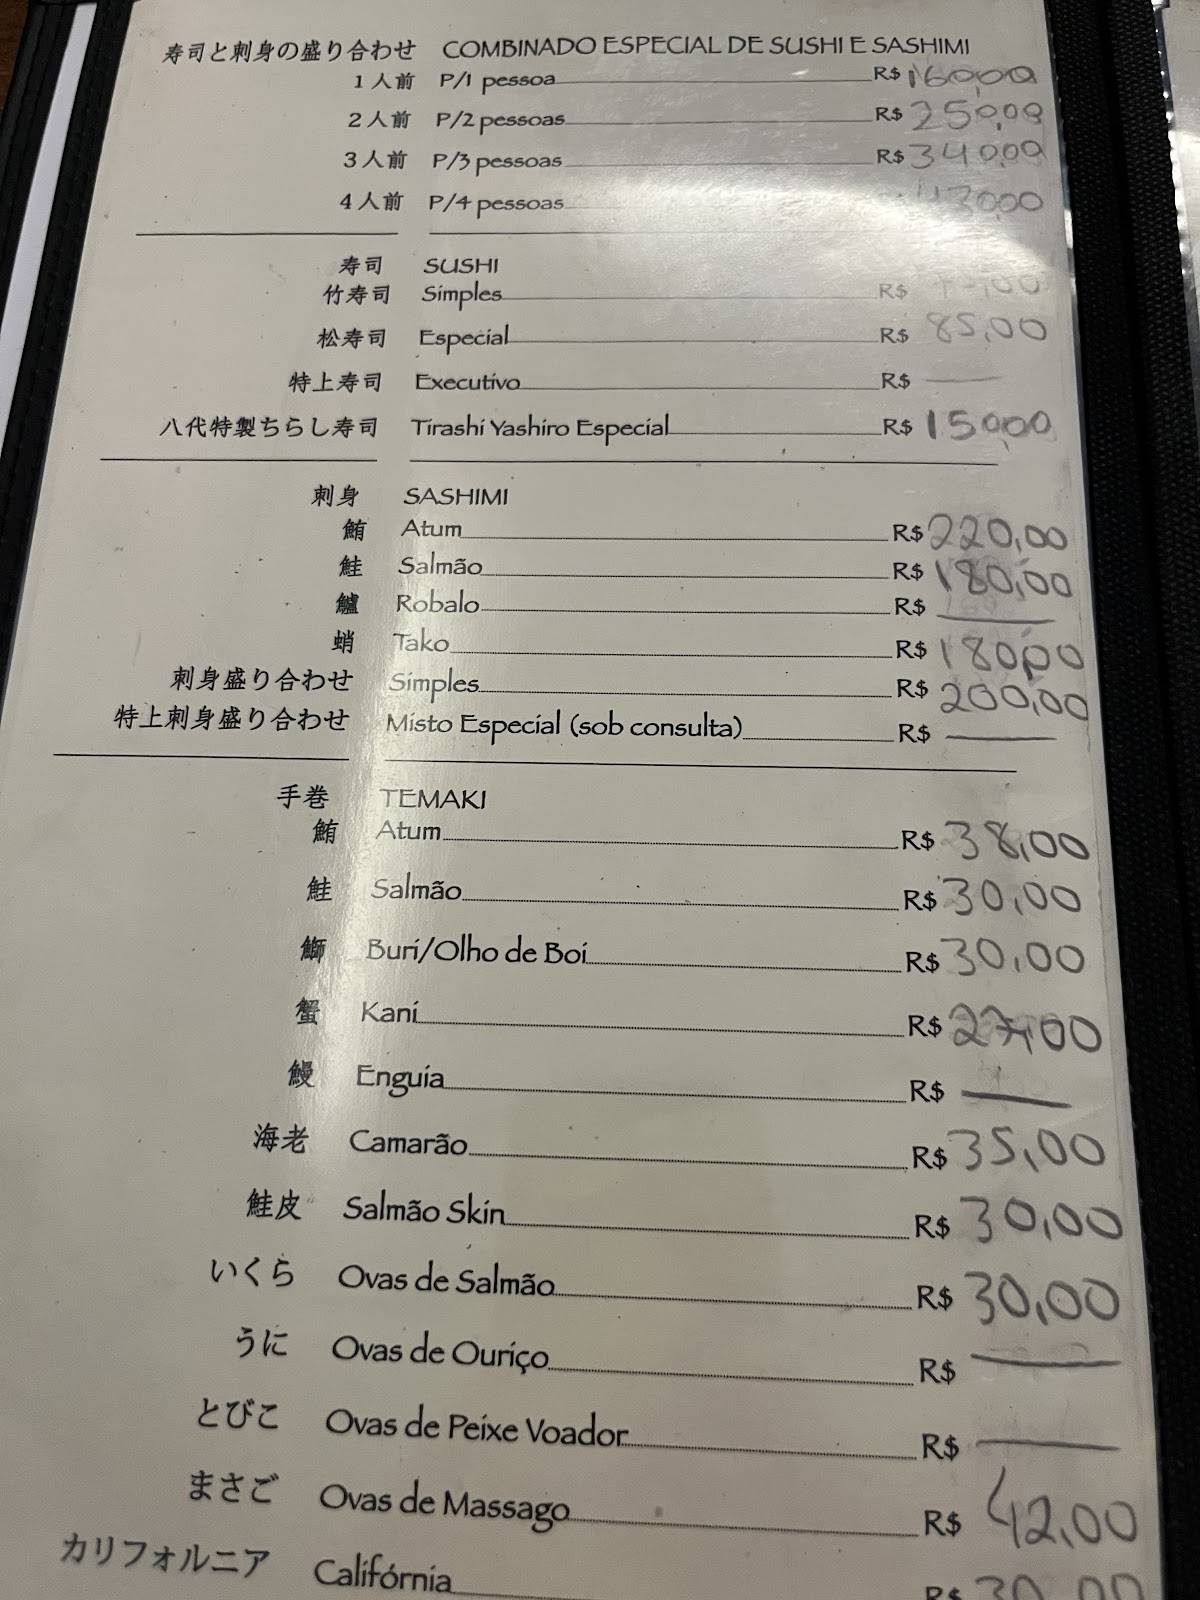 寿司と刺身の盛り合わせ COMBINADO ESPECIAL DE SUSHI E SASHIMI
1人前 P/1 pessoa R$ 160,00
2人前 P/2 pessoas R$ 250,00
3人前 P/3 pessoas R$ 340,00
4人前 P/4 pessoas 430,00
寿司 SUSHI
竹寿司 Simples R$
松寿司 Especial R$ 85,00
特上寿司 Executivo R$ —
八代特製ちらし寿司 Tirashi Yashiro Especial R$ 150,00
刺身 SASHIMI
鮪 Atum R$ 220,00
鮭 Salmão R$ 180,00
鱸 Robalo R$ —
蛸 Tako R$ 180,00
刺身盛り合わせ Simples R$ 200,00
特上刺身盛り合わせ Misto Especial (sob consulta) R$ —
手巻 TEMAKI
鮪 Atum R$ 38,00
鮭 Salmão R$ 30,00
鰤 Buri/Olho de Boi R$ 30,00
蟹 Kani R$ 27,00
鰻 Enguia R$ —
海老 Camarão R$ 35,00
鮭皮 Salmão Skin R$ 30,00
いくら Ovas de Salmão R$ 30,00
うに Ovas de Ouriço R$ —
とびこ Ovas de Peixe Voador R$ —
まさご Ovas de Massago R$ 42,00
カリフォルニア Califórnia R$ 30,00